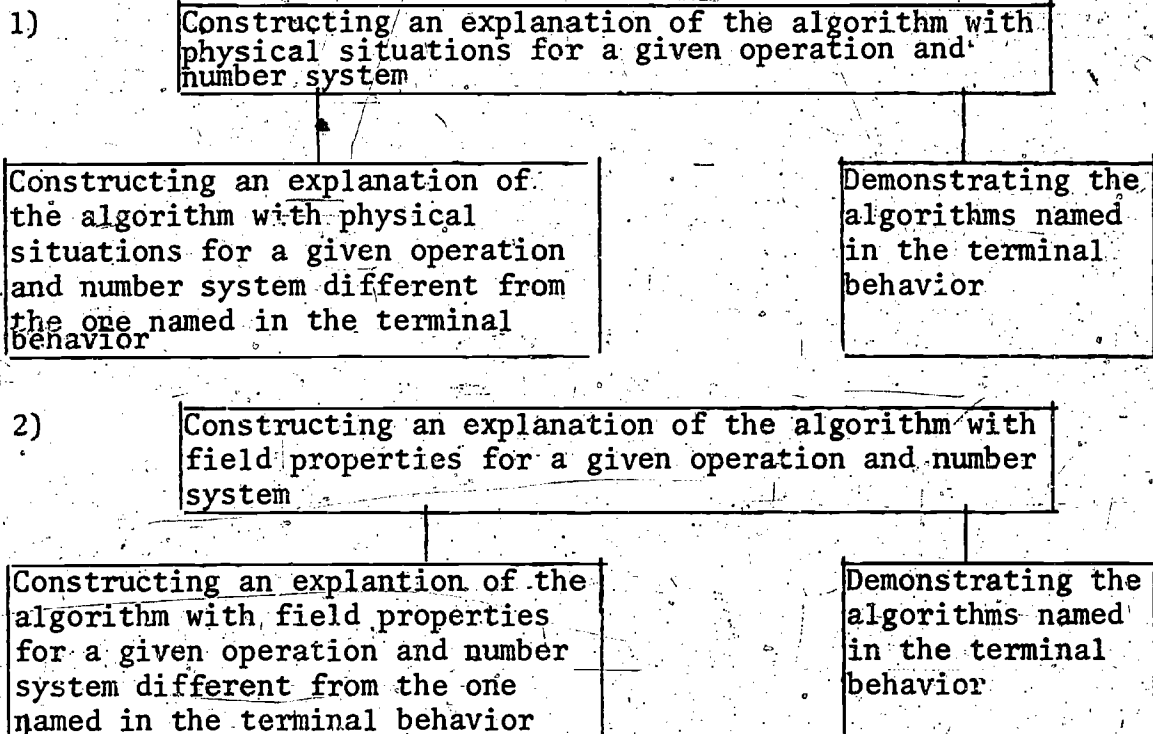 1)
Constructing an explanation of the algorithm with
physical situations for a given operation and
number system
Constructing an explanation of
the algorithm with physical
situations for a given operation
and number system different from
the one named in the terminal
behavior
Demonstrating the
algorithms named
in the terminal
behavior
2)
Constructing an explanation of the algorithm with
field properties for a given operation and number
system
Constructing an explantion of the
algorithm with field properties
for a given operation and number
system different from the one
named in the terminal behavior
Demonstrating the
algorithms named
in the terminal
behavior